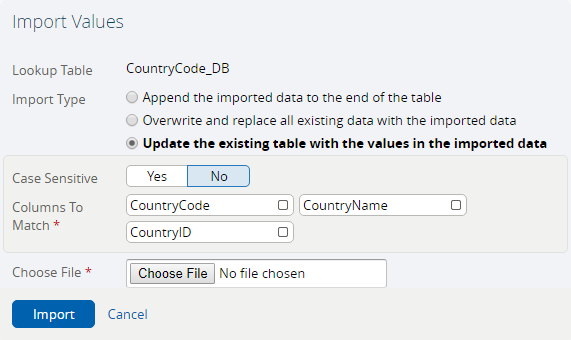 Import Values
Lookup Table CountryCode_DB
Import Type Append the imported data to the end of the table
Overwrite and replace all existing data with the imported data
Update the existing table with the values in the imported data
Case Sensitive Yes No
Columns To Match * CountryCode CountryName
CountryID
Choose File * Choose File No file chosen
Import Cancel